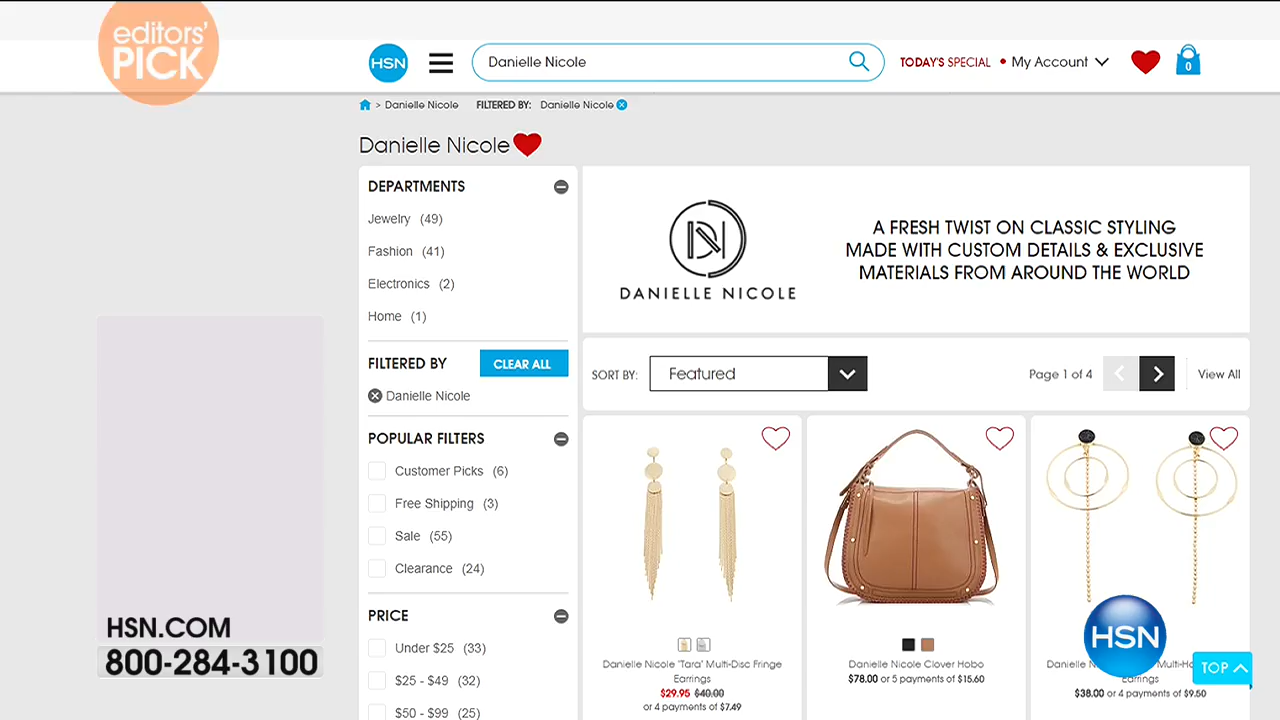 editors'
PICK
HSN
Danielle Nicole
TODAY'S SPECIAL
My Account
0
> Danielle Nicole
FILTERED BY:
Danielle Nicole
Danielle Nicole
DEPARTMENTS
Jewelry (49)
Fashion (41)
Electronics (2)
Home (1)
FILTERED BY
CLEAR ALL
Danielle Nicole
POPULAR FILTERS
Customer Picks (6)
Free Shipping (3)
Sale (55)
Clearance (24)
PRICE
Under $25 (33)
$25 - $49 (32)
$50 - $99 (25)
DN
DANIELLE NICOLE
A FRESH TWIST ON CLASSIC STYLING
MADE WITH CUSTOM DETAILS & EXCLUSIVE
MATERIALS FROM AROUND THE WORLD
SORT BY:
Featured
Page 1 of 4
View All
Danielle Nicole "Tara" Multi-Disc Fringe
Earrings
$29.95 $40.00
or 4 payments of $7.49
Danielle Nicole Clover Hobo
$78.00 or 5 payments of $15.60
Earrings
$38.00 or 4 payments of $9.50
HSN
TOP
HSN.COM
800-284-3100